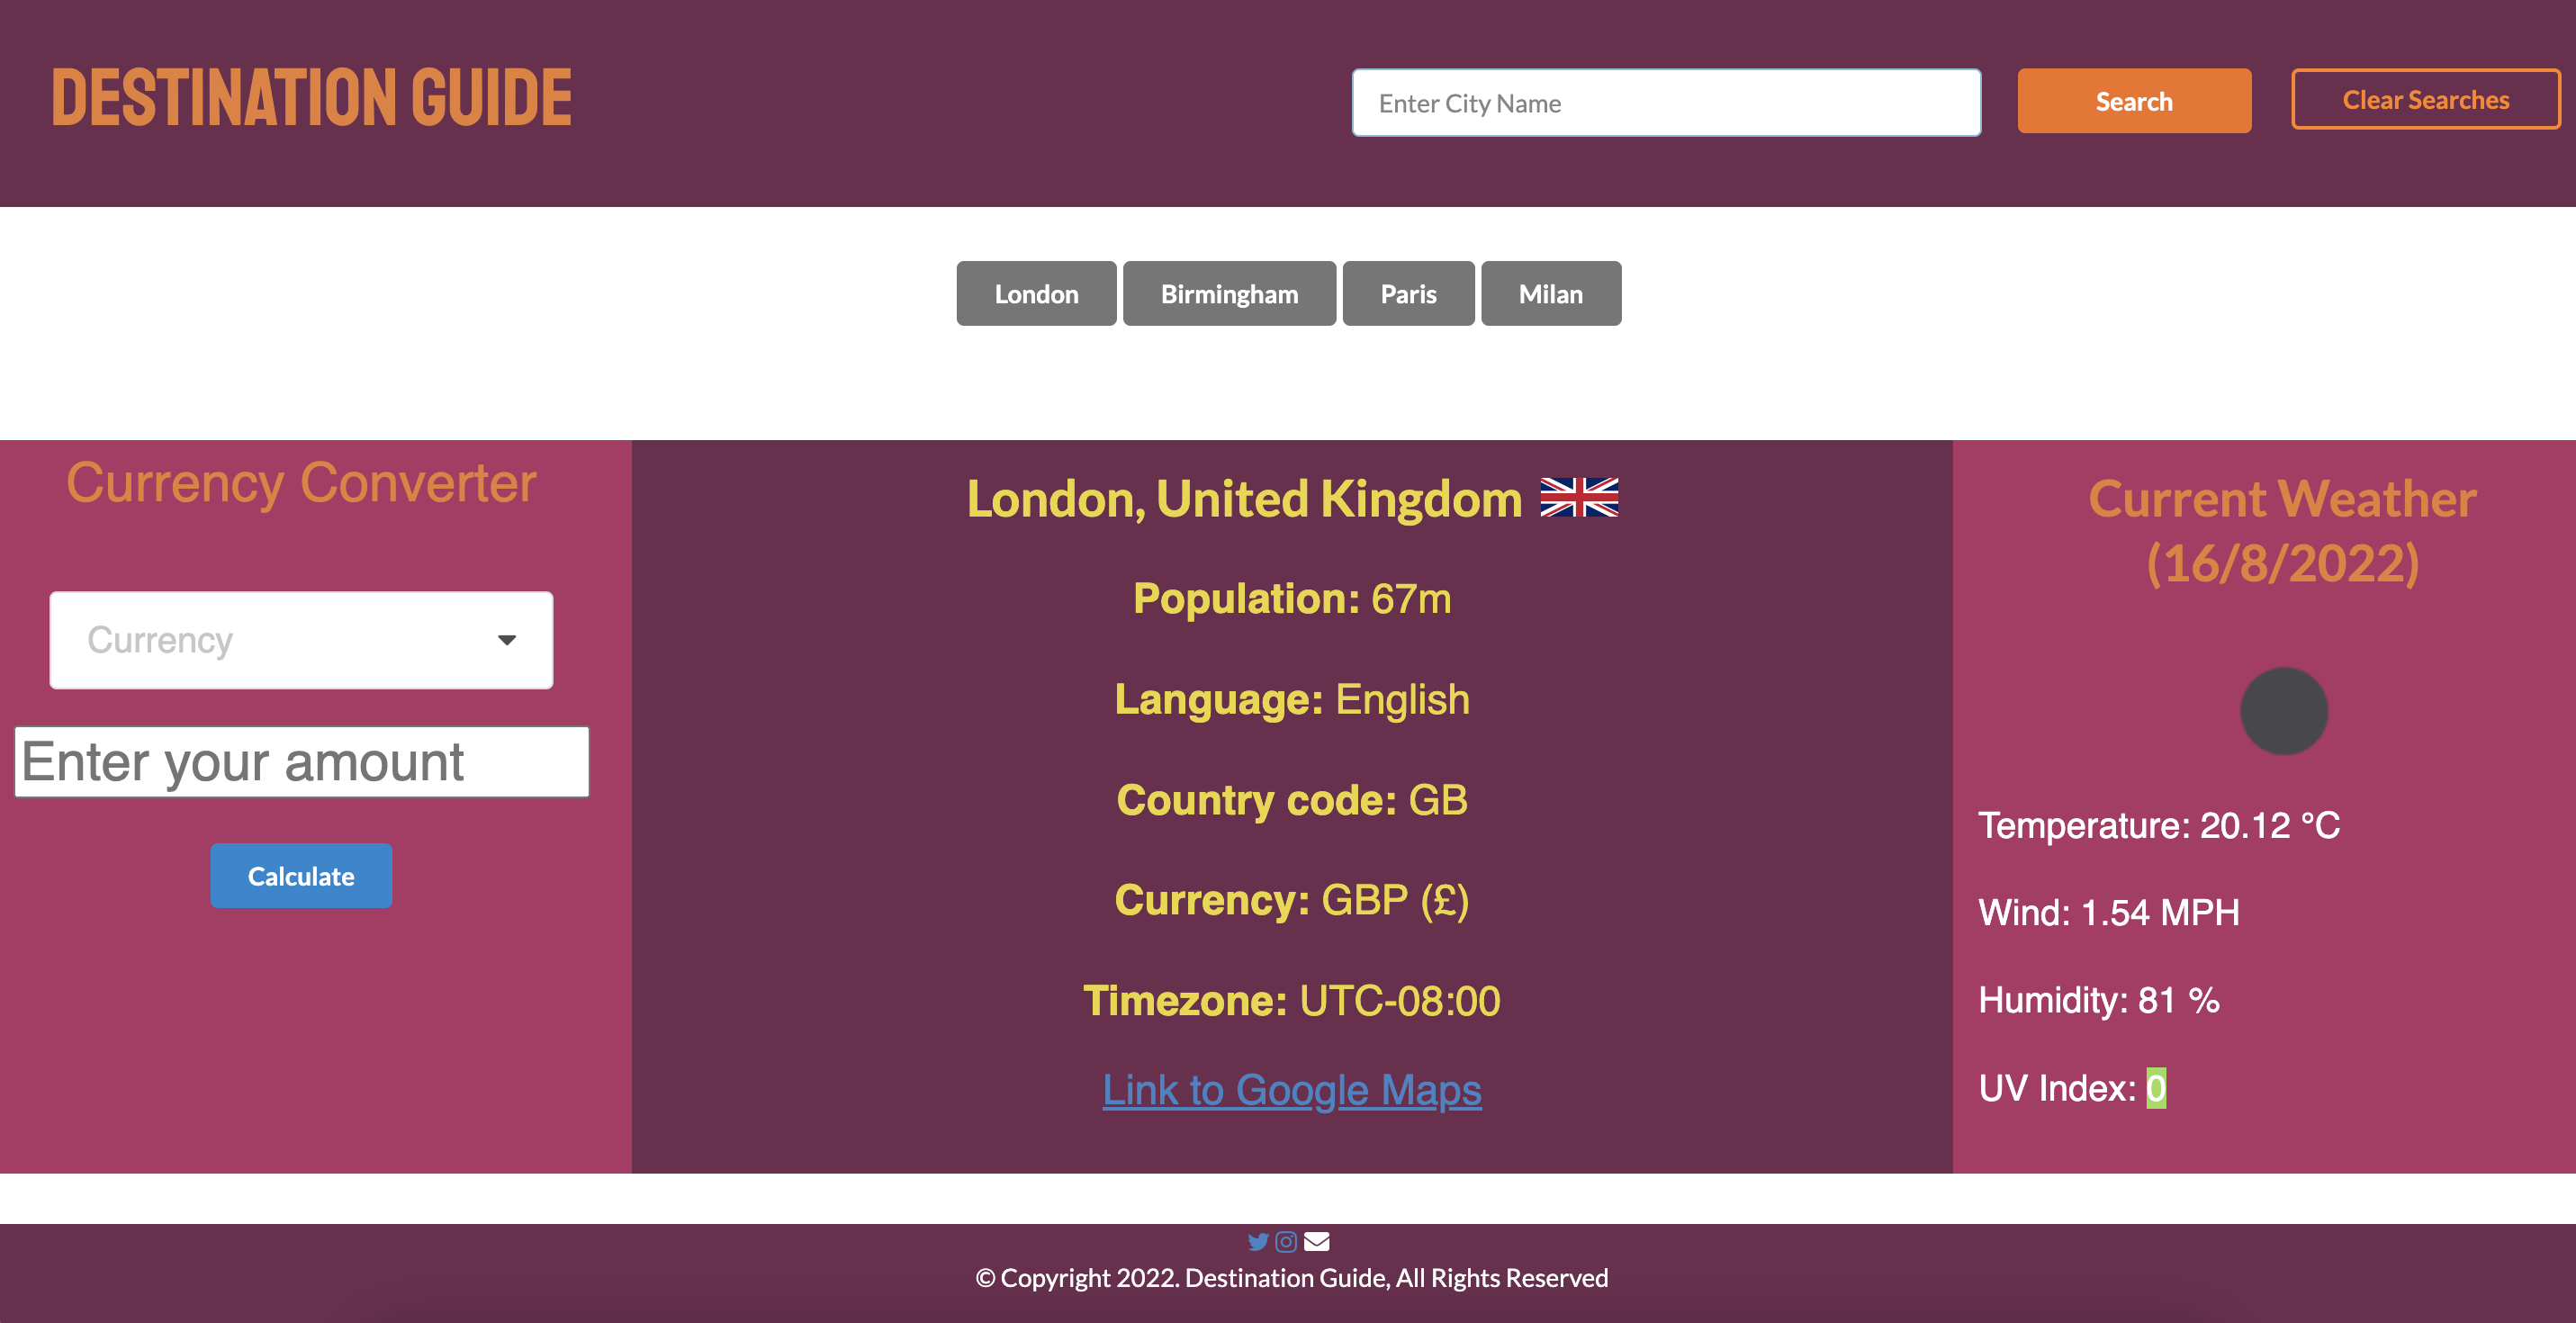 DESTINATION GUIDE
Enter City Name
Search
Clear Searches
London
Birmingham
Paris
Milan
Currency Converter
Currency
Enter your amount
Calculate
London, United Kingdom
Population: 67m
Language: English
Country code: GB
Currency: GBP (£)
Timezone: UTC-08:00
Link to Google Maps
Current Weather
(16/8/2022)
Temperature: 20.12 °C
Wind: 1.54 MPH
Humidity: 81 %
UV Index: 0
© Copyright 2022. Destination Guide, All Rights Reserved